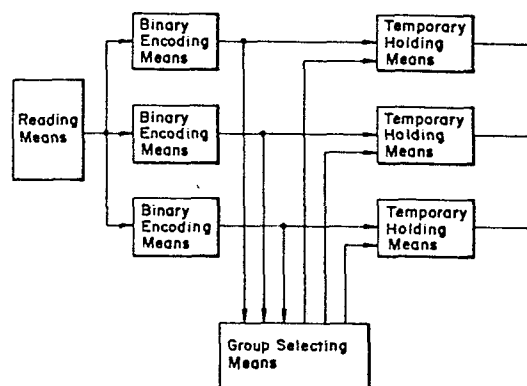 Binary
Encoding
Means
Temporary
Holding
Means
Reading
Means
Binary
Encoding
Means
Temporary
Holding
Means
Binary
Encoding
Means
Temporary
Holding
Means
Group Selecting
Means